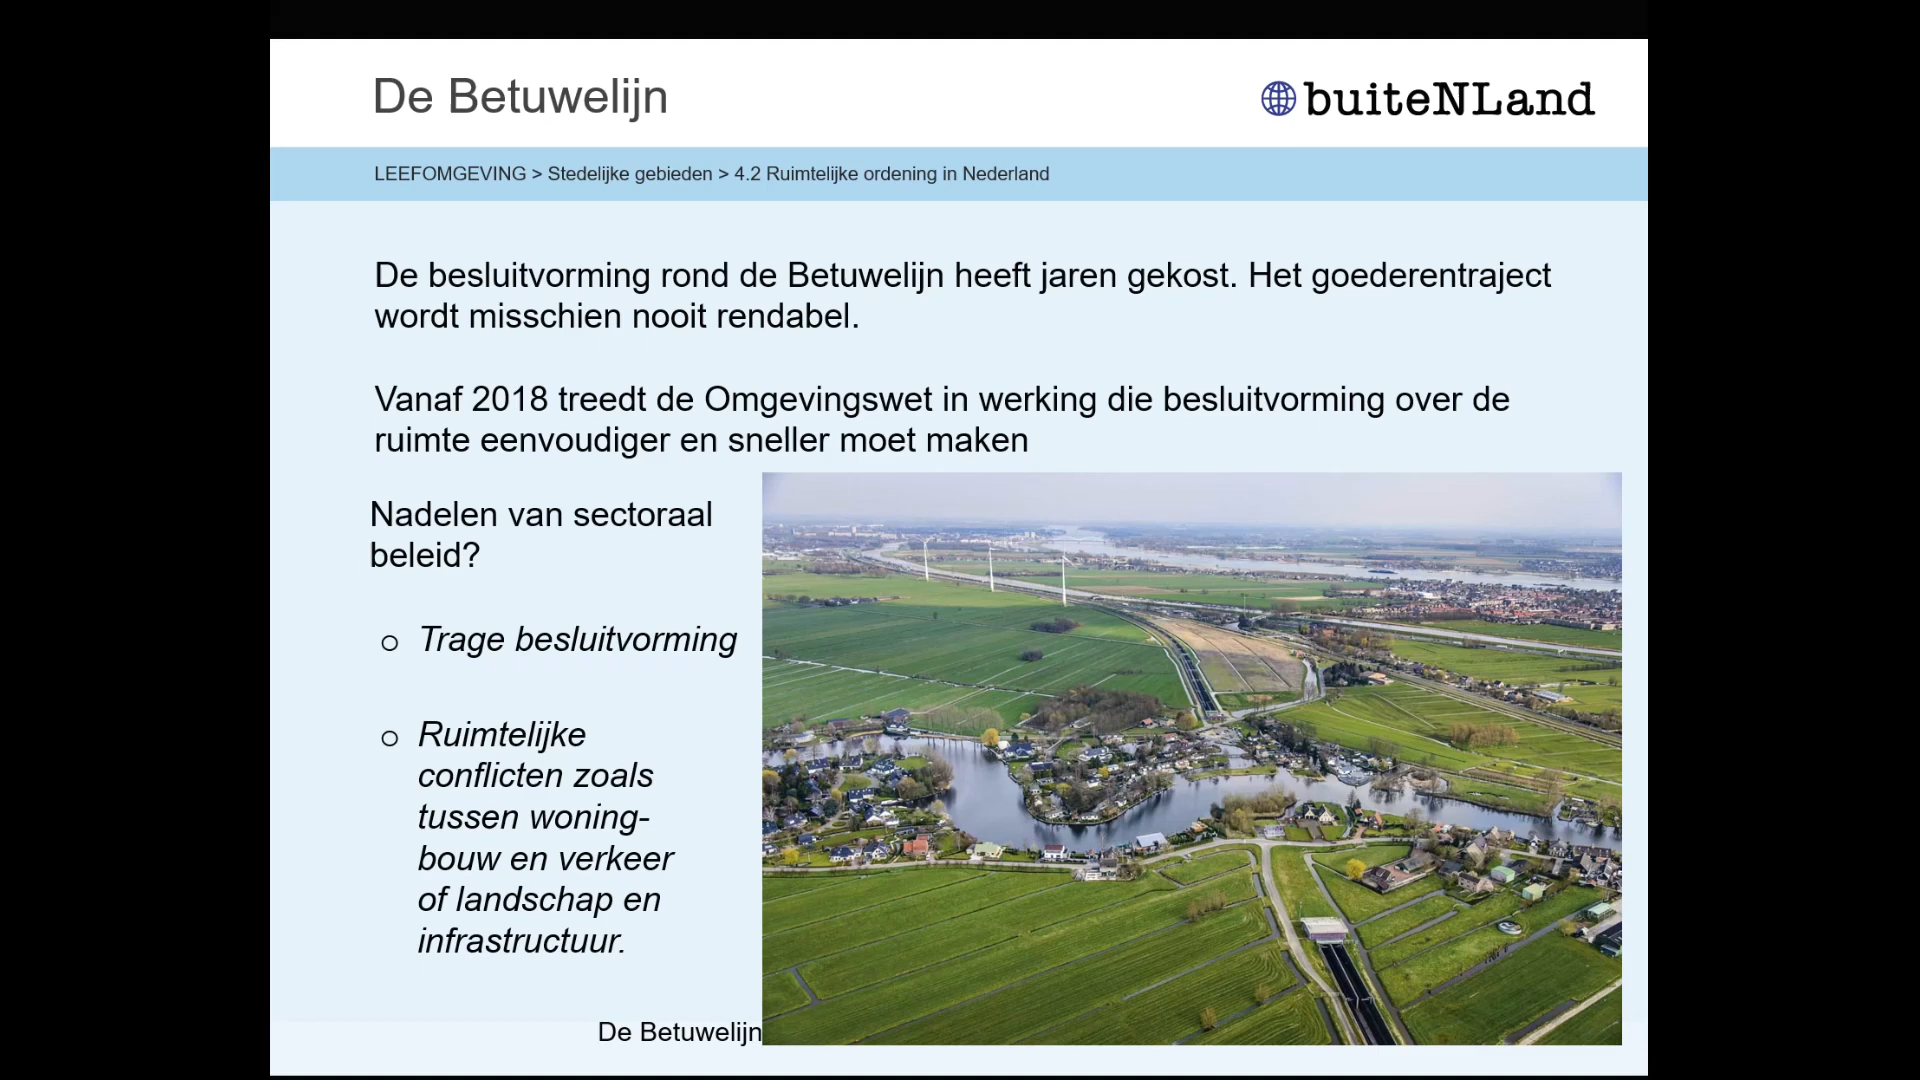 De Betuwelijn
buiteNLand
LEEFOMGEVING > Stedelijke gebieden > 4.2 Ruimtelijke ordening in Nederland
De besluitvorming rond de Betuwelijn heeft jaren gekost. Het goederentraject
wordt misschien nooit rendabel.
Vanaf 2018 treedt de Omgevingswet in werking die besluitvorming over de
ruimte eenvoudiger en sneller moet maken
Nadelen van sectoraal
beleid?
o Trage besluitvorming
o Ruimtelijke
conflicten zoals
tussen woning-
bouw en verkeer
of landschap en
infrastructuur.
De Betuwelijn